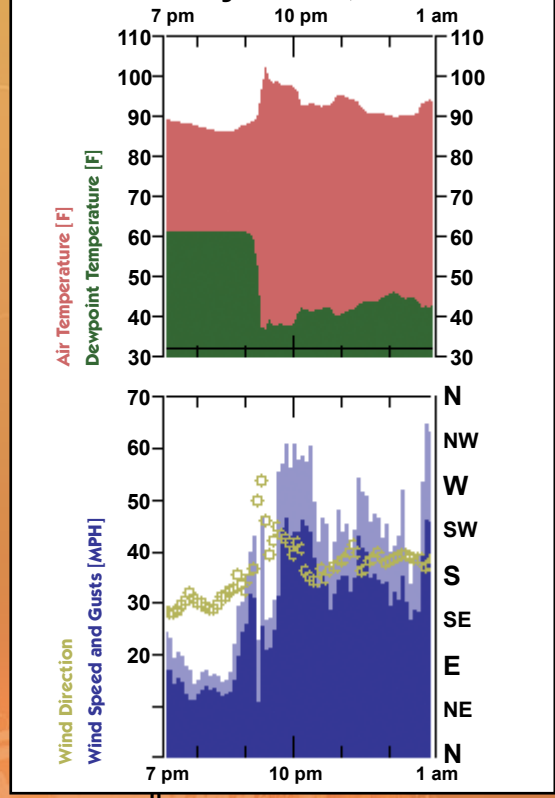 7 pm 10 pm 1 am
110 110
100 100
90 90
80 80
70 70
60 60
50 50
40 40
30 30
Air Temperature [F]
Dewpoint Temperature [F]
70 N
NW
60
W
50
SW
40
S
30
SE
20
E
NE
N
Wind Direction
Wind Speed and Gusts [MPH]
7 pm 10 pm 1 am